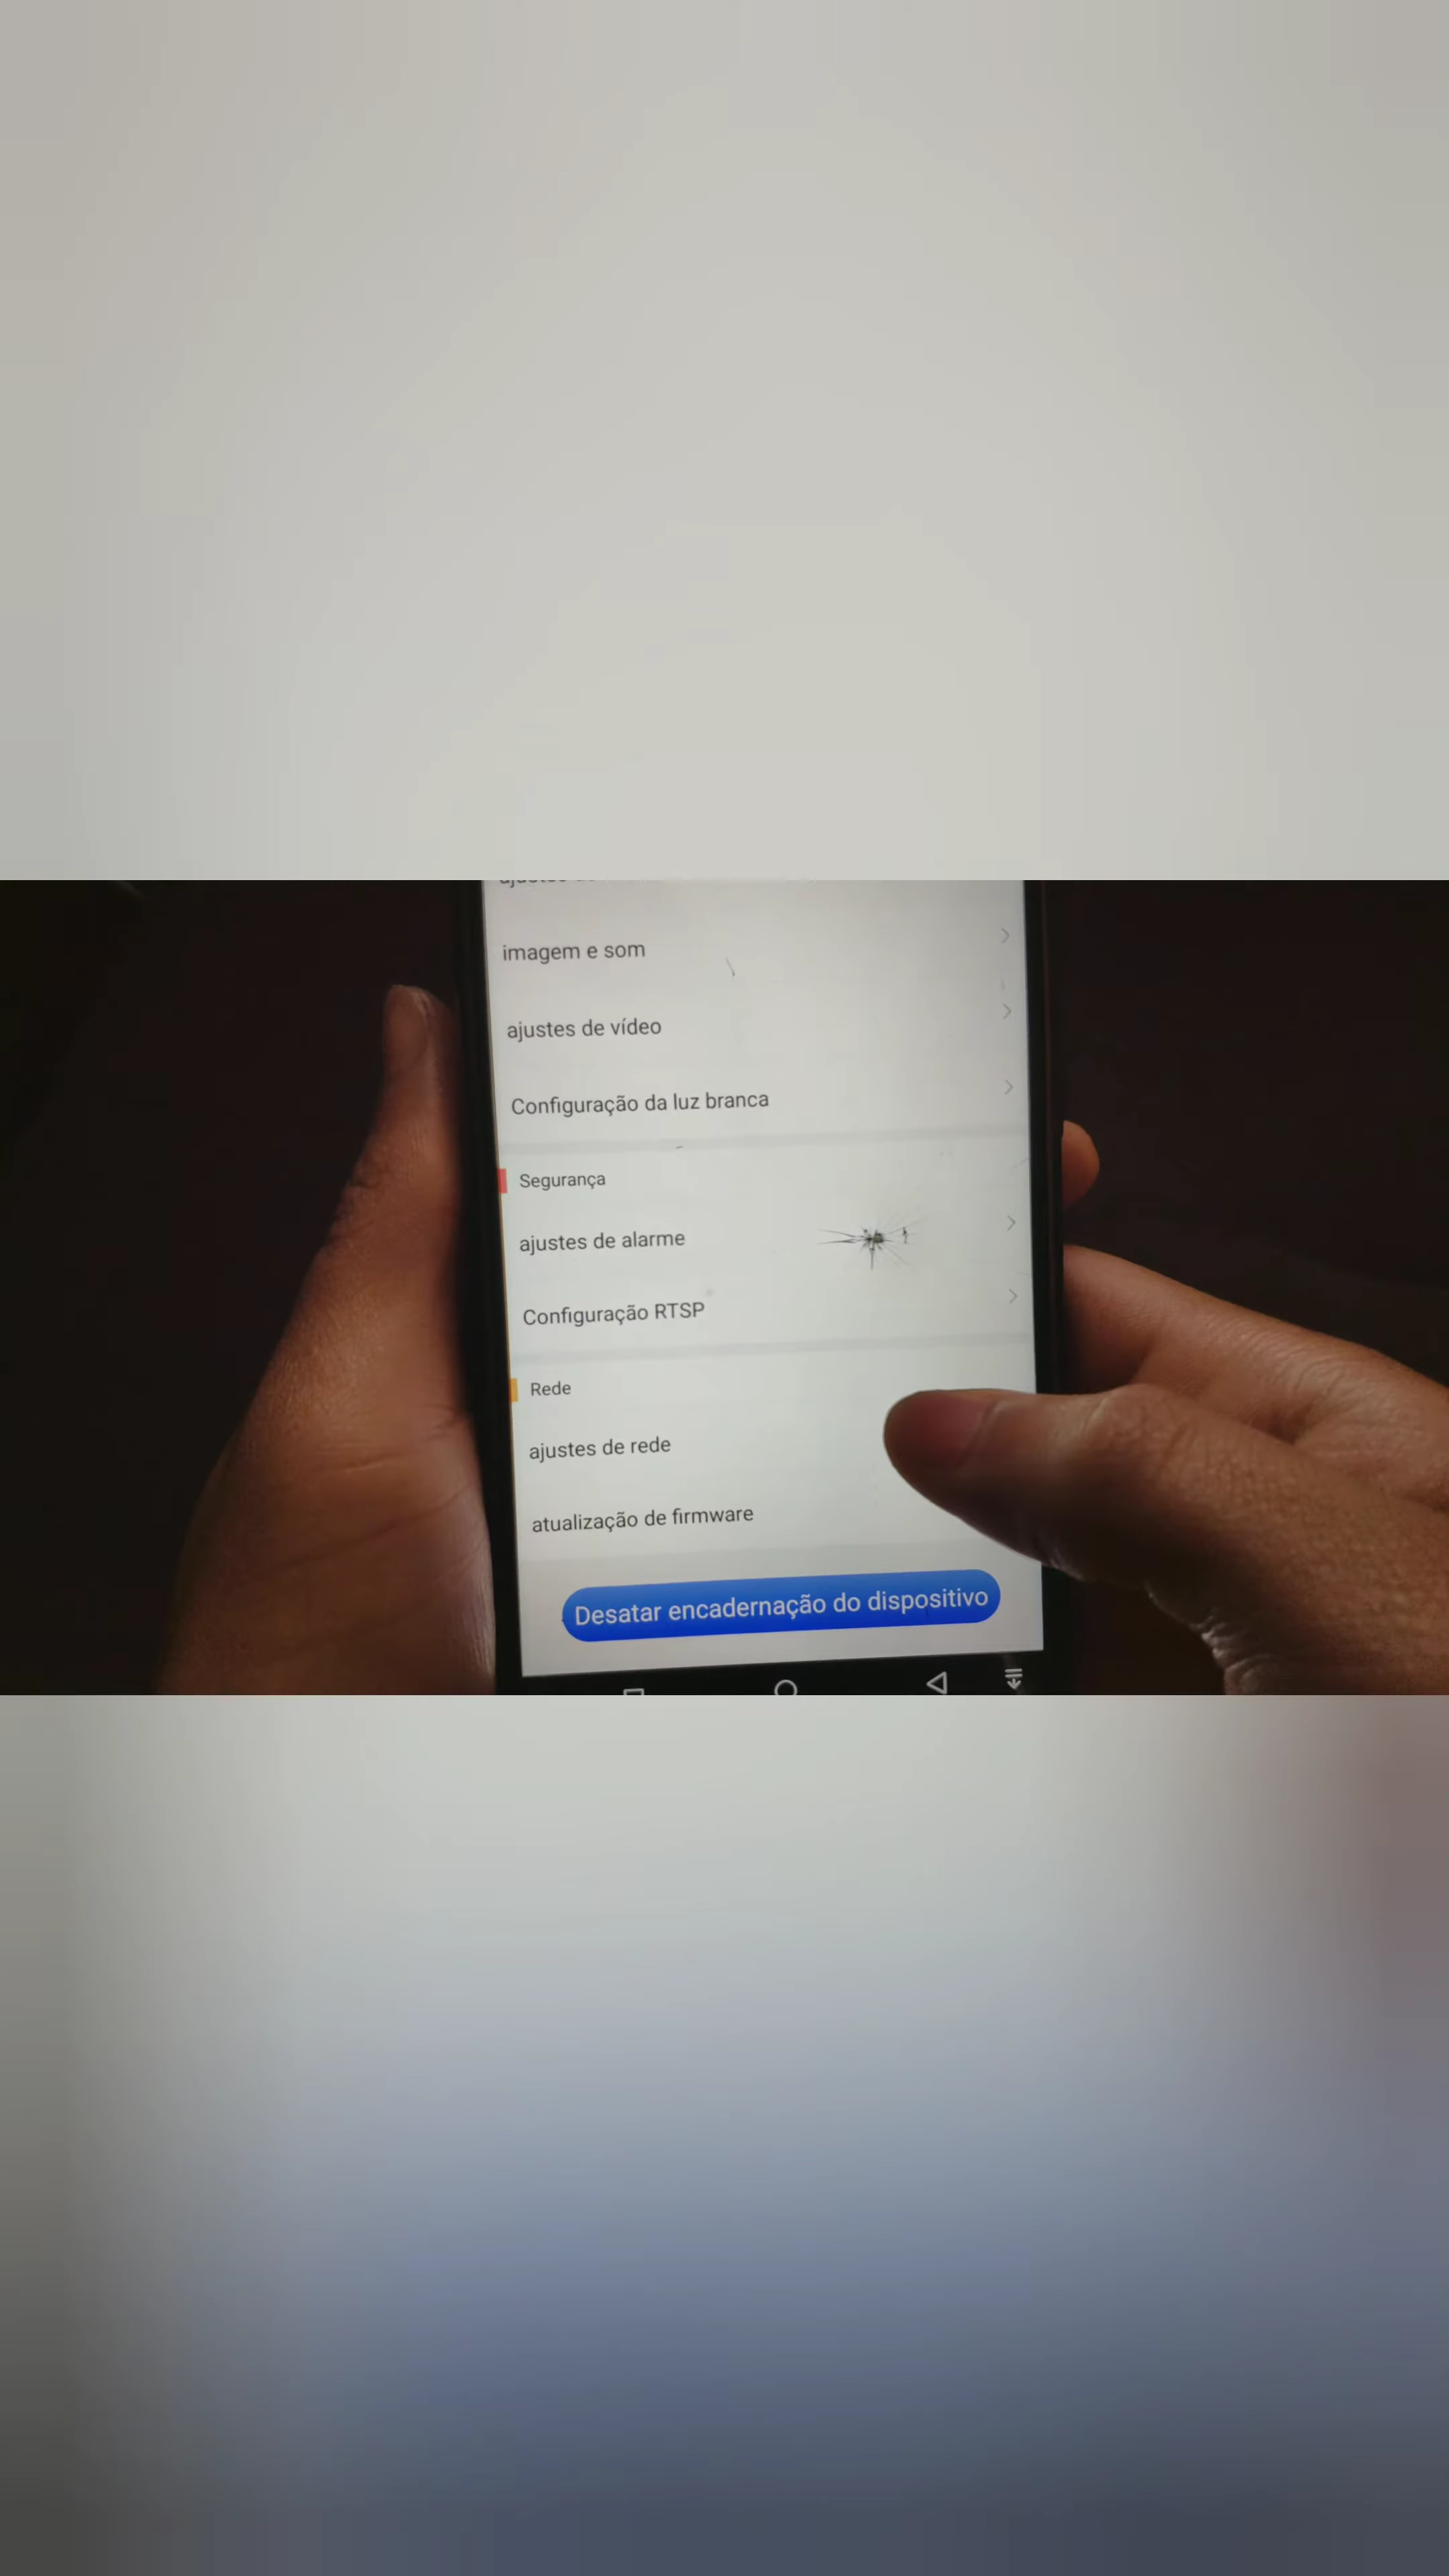 imagem e som
ajustes de vídeo
Configuração da luz branca
Segurança
ajustes de alarme
Configuração RTSP
Rede
ajustes de rede
atualização de firmware
Desatar encadernação do dispositivo